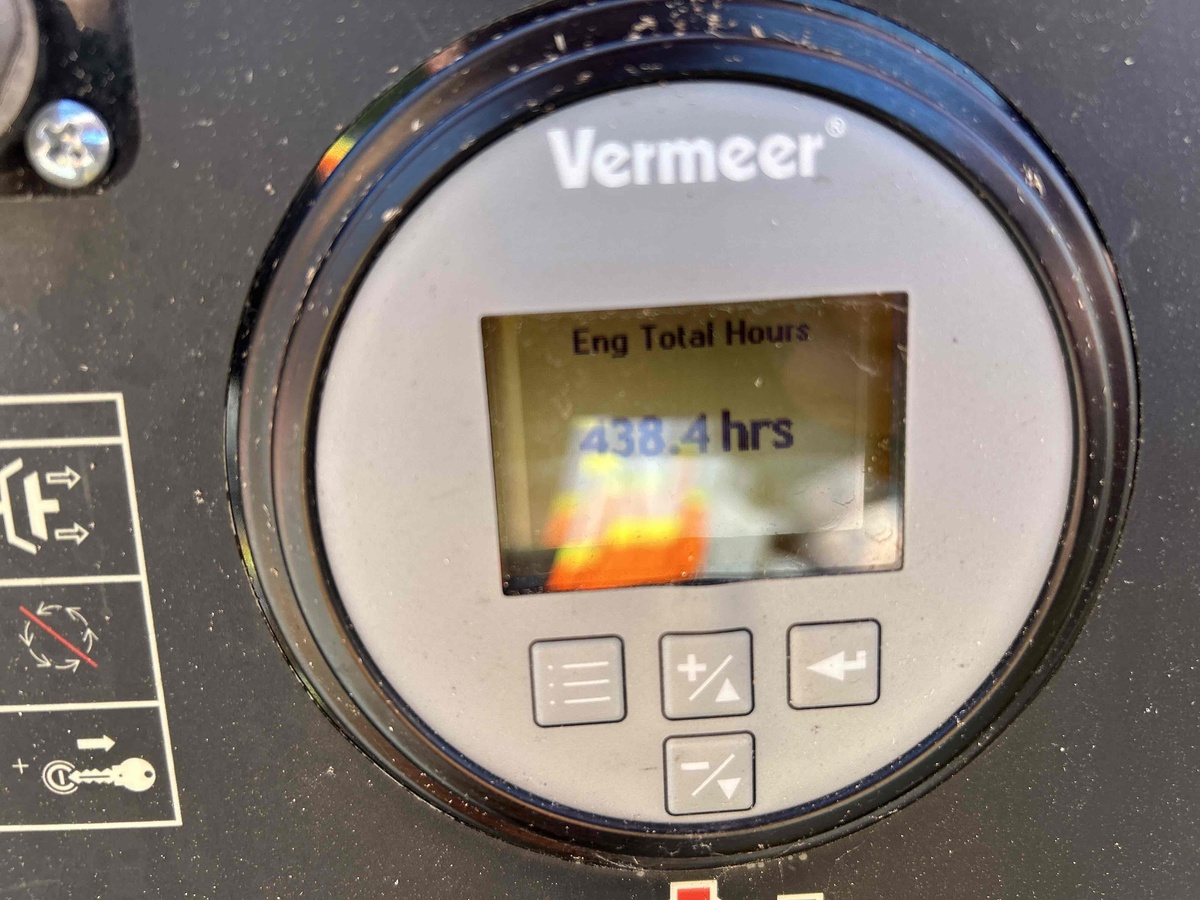 Vermeer®
Eng Total Hours
438.4 hrs